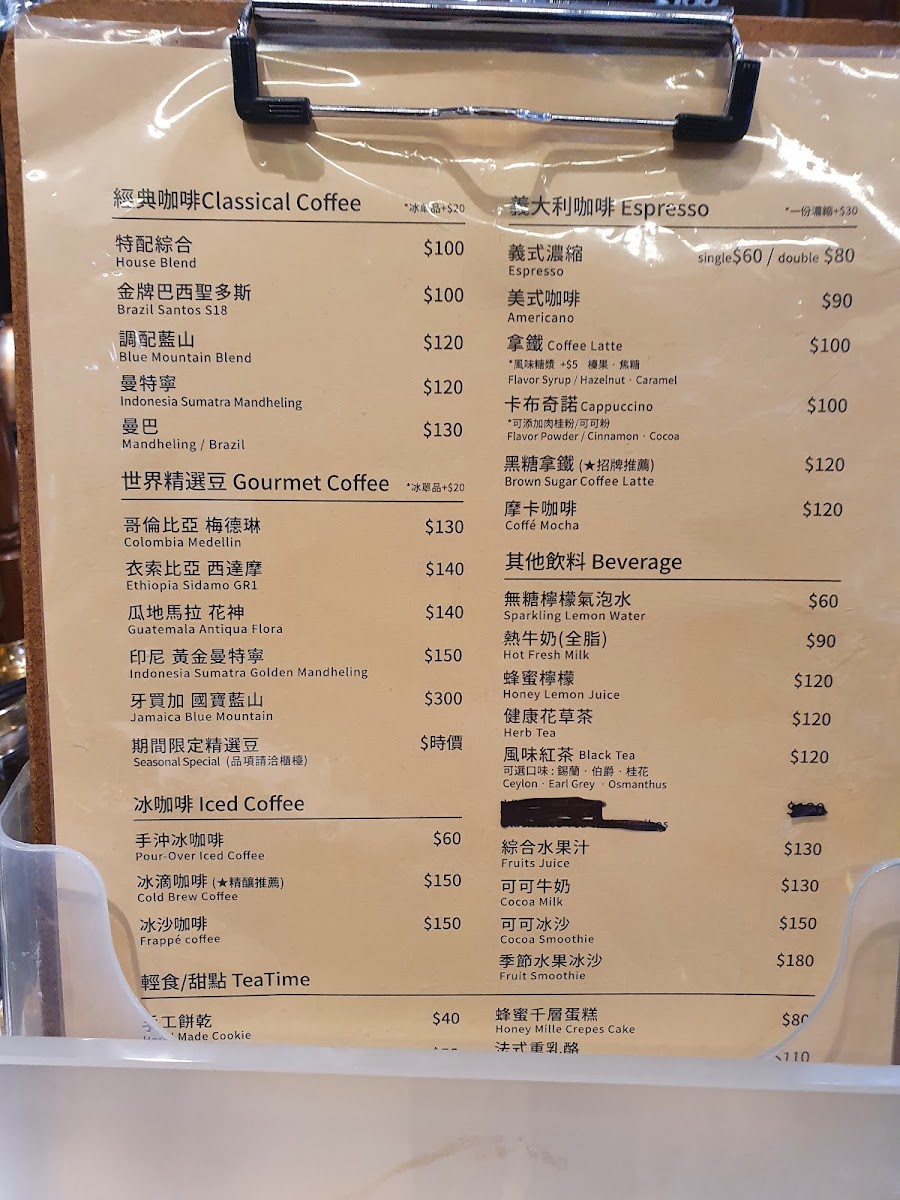 經典咖啡Classical Coffee *冰單品+$20
特配綜合 $100
House Blend
金牌巴西聖多斯 $100
Brazil Santos S18
調配藍山 $120
Blue Mountain Blend
曼特寧 $120
Indonesia Sumatra Mandheling
曼巴 $130
Mandheling / Brazil
世界精選豆 Gourmet Coffee *冰單品+$20
哥倫比亞 梅德琳 $130
Colombia Medellin
衣索比亞 西達摩 $140
Ethiopia Sidamo GR1
瓜地馬拉 花神 $140
Guatemala Antiqua Flora
印尼 黃金曼特寧 $150
Indonesia Sumatra Golden Mandheling
牙買加 國寶藍山 $300
Jamaica Blue Mountain
期間限定精選豆 $時價
Seasonal Special (品項請洽櫃檯)
冰咖啡 Iced Coffee
手沖冰咖啡 $60
Pour-Over Iced Coffee
冰滴咖啡 (★精釀推薦) $150
Cold Brew Coffee
冰沙咖啡 $150
Frappé coffee
義大利咖啡 Espresso *一份濃縮+$30
義式濃縮 single$60 / double $80
Espresso
美式咖啡 $90
Americano
拿鐵 Coffee Latte $100
*風味糖漿 +$5 榛果 · 焦糖
Flavor Syrup / Hazelnut · Caramel
卡布奇諾 Cappuccino $100
*可添加肉桂粉/可可粉
Flavor Powder / Cinnamon · Cocoa
黑糖拿鐵 (★招牌推薦) $120
Brown Sugar Coffee Latte
摩卡咖啡 $120
Coffé Mocha
其他飲料 Beverage
無糖檸檬氣泡水 $60
Sparkling Lemon Water
熱牛奶(全脂) $90
Hot Fresh Milk
蜂蜜檸檬 $120
Honey Lemon Juice
健康花草茶 $120
Herb Tea
風味紅茶 Black Tea $120
可選口味 : 錫蘭 · 伯爵 · 桂花
Ceylon · Earl Grey · Osmanthus
綜合水果汁 $130
Fruits Juice
可可牛奶 $130
Cocoa Milk
可可冰沙 $150
Cocoa Smoothie
季節水果冰沙 $180
Fruit Smoothie
輕食/甜點 TeaTime
手工餅乾 $40
Hand Made Cookie
蜂蜜千層蛋糕 $80
Honey Mille Crepes Cake
法式重乳酪 $110